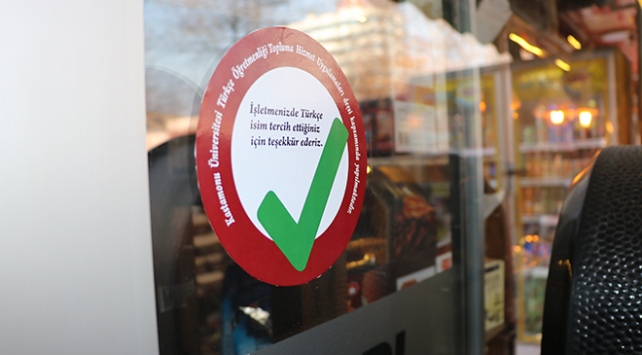 Kastamonu Üniversitesi Türkçe Öğretmenliği Topluma Hizmet Uygulamaları dersi kapsamında yapılmaktadır.
İşletmenizde Türkçe
isim tercih ettiğiniz
için teşekkür ederiz.